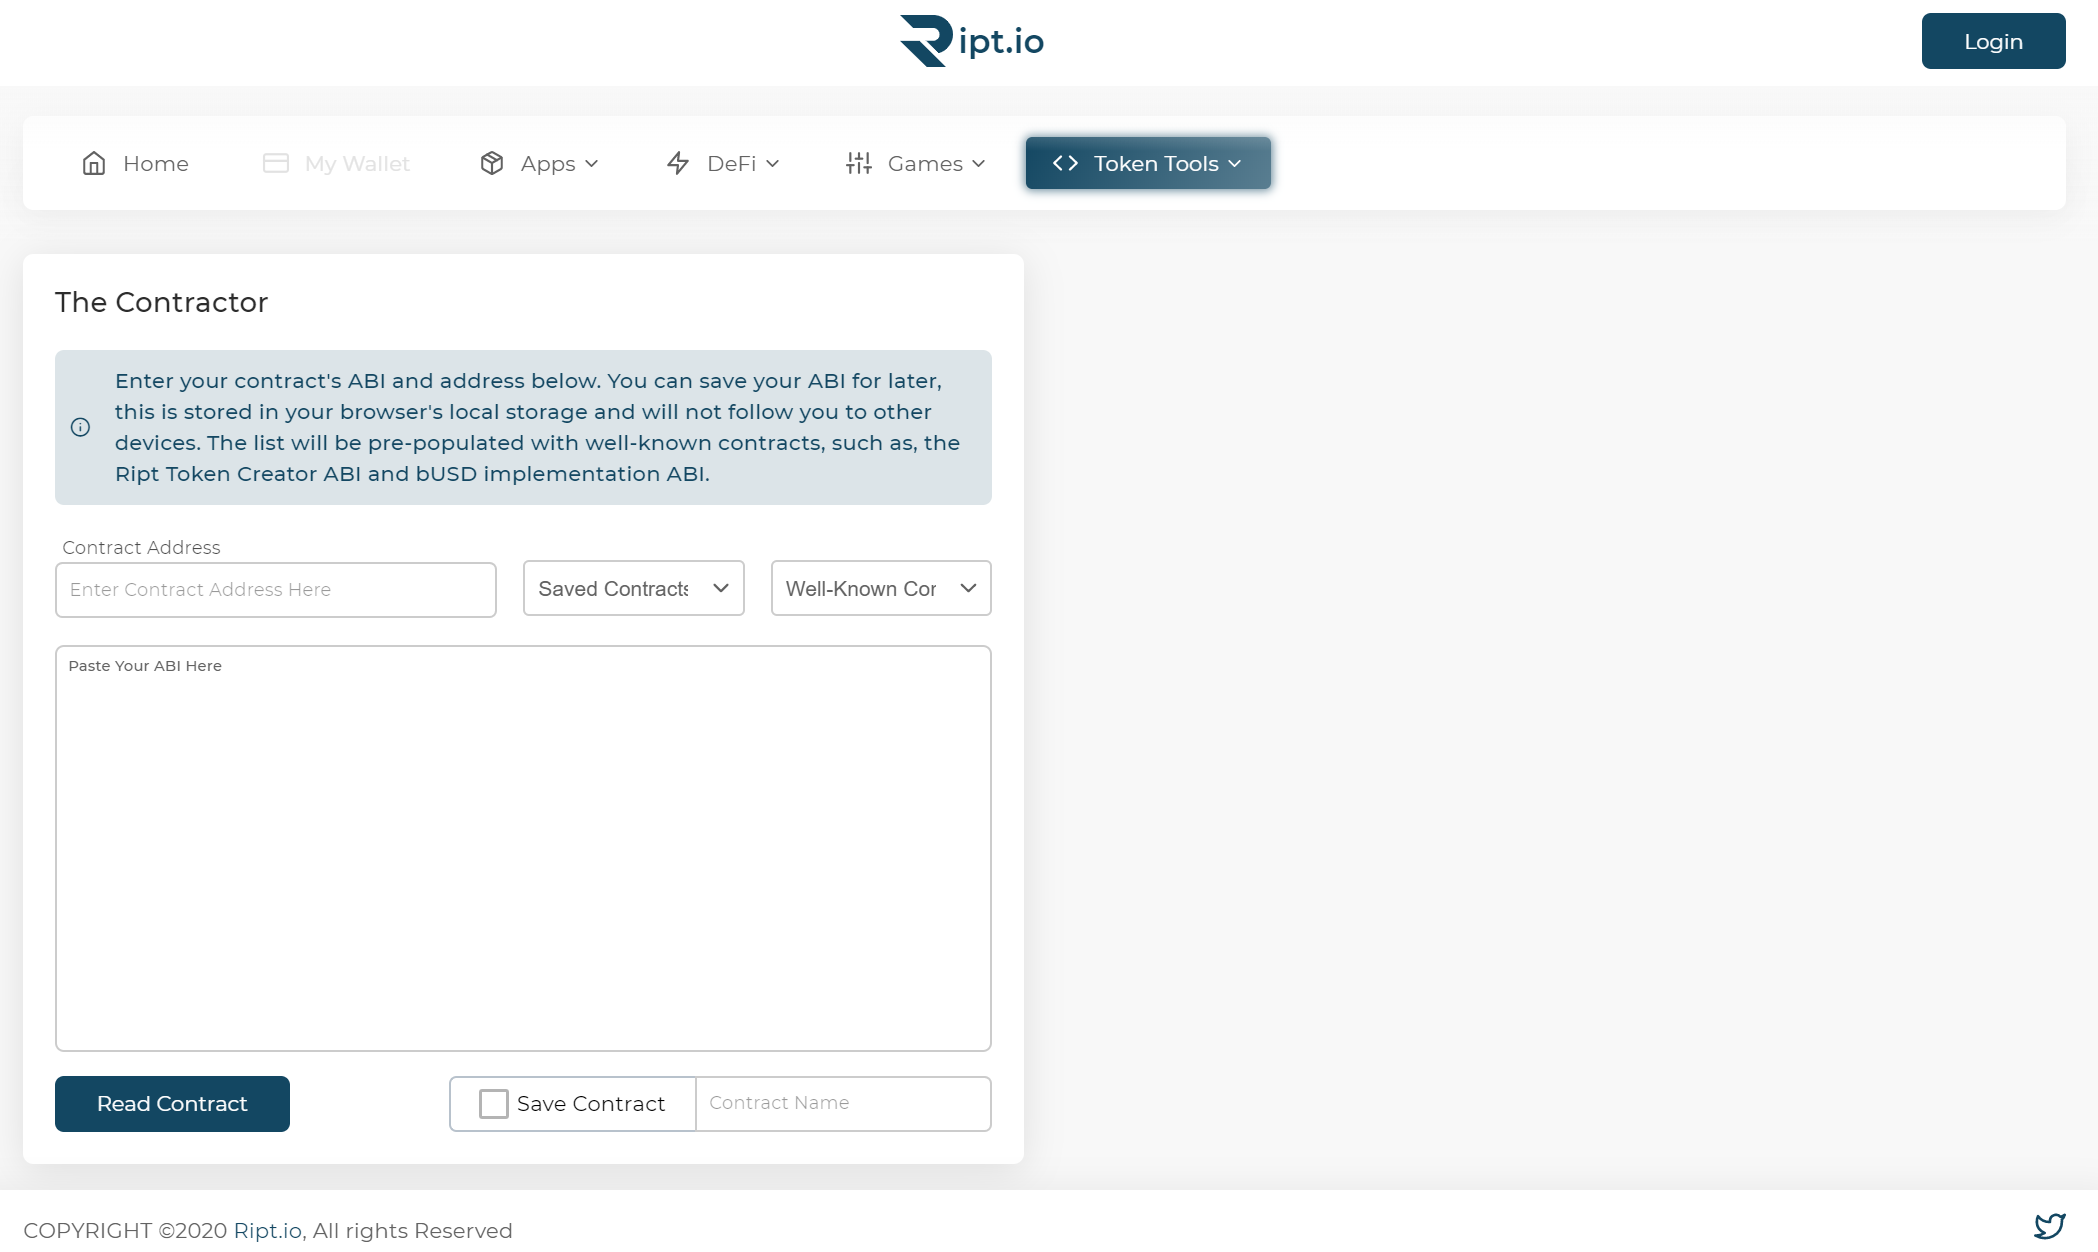 Ript.io
Login
Home
My Wallet
Apps
DeFi
Games
Token Tools
The Contractor
Enter your contract's ABI and address below. You can save your ABI for later,
this is stored in your browser's local storage and will not follow you to other
devices. The list will be pre-populated with well-known contracts, such as, the
Ript Token Creator ABI and bUSD implementation ABI.
Contract Address
Enter Contract Address Here
Saved Contracts
Well-Known Con
Paste Your ABI Here
Read Contract
Save Contract
Contract Name
COPYRIGHT ©2020 Ript.io, All rights Reserved